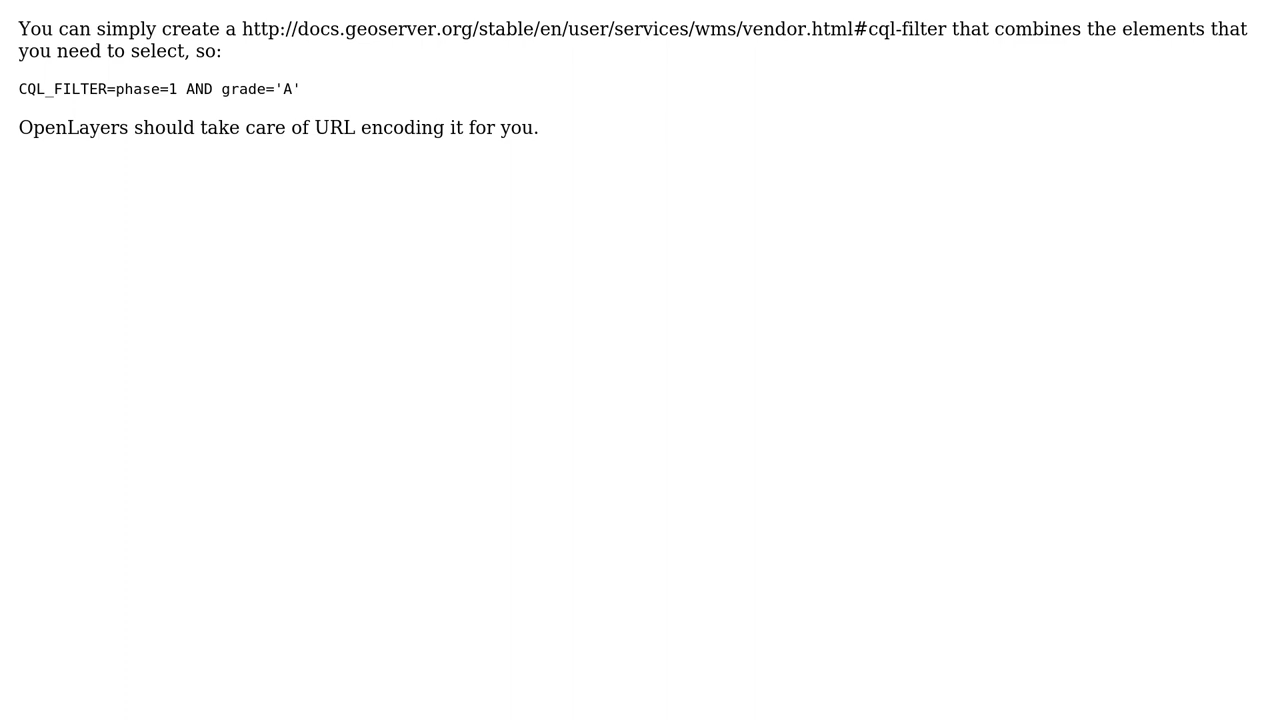 You can simply create a http://docs.geoserver.org/stable/en/user/services/wms/vendor.html#cql-filter that combines the elements that
you need to select, so:
CQL_FILTER=phase=1 AND grade='A'
OpenLayers should take care of URL encoding it for you.